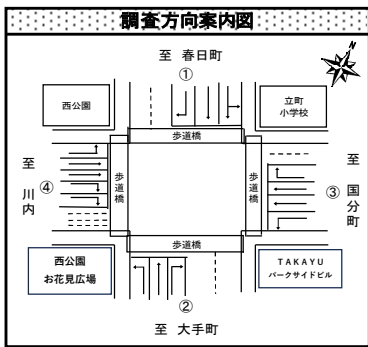 調査方向案内図
至 春日町
①
N
西公園
立町
小学校
歩道橋
至
川内
④
歩道橋
歩道橋
至
国分町
③
歩道橋
西公園
お花見広場
TAKAYU
パークサイドビル
②
至 大手町